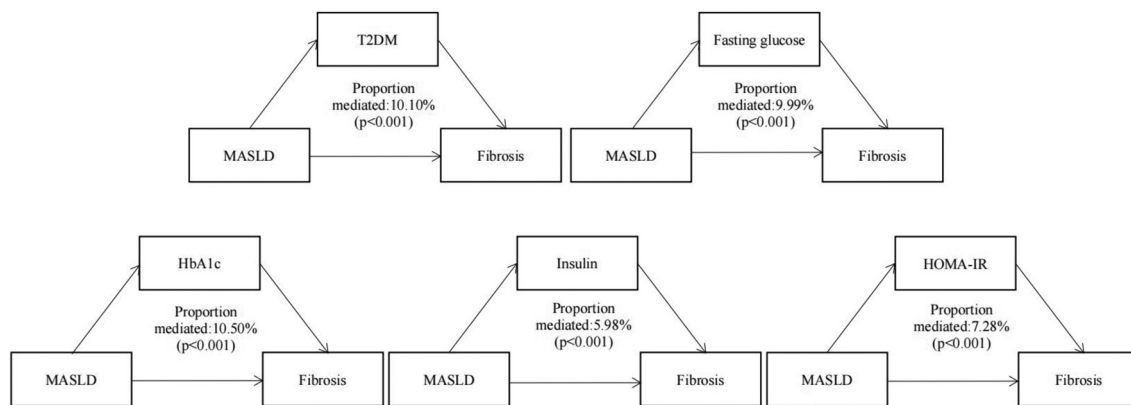 T2DM
Proportion
mediated:10.10%
(p<0.001)
MASLD
Fibrosis
Fasting glucose
Proportion
mediated:9.99%
(p<0.001)
MASLD
Fibrosis
HbA1c
Proportion
mediated:10.50%
(p<0.001)
MASLD
Fibrosis
Insulin
Proportion
mediated:5.98%
(p<0.001)
MASLD
Fibrosis
HOMA-IR
Proportion
mediated:7.28%
(p<0.001)
MASLD
Fibrosis